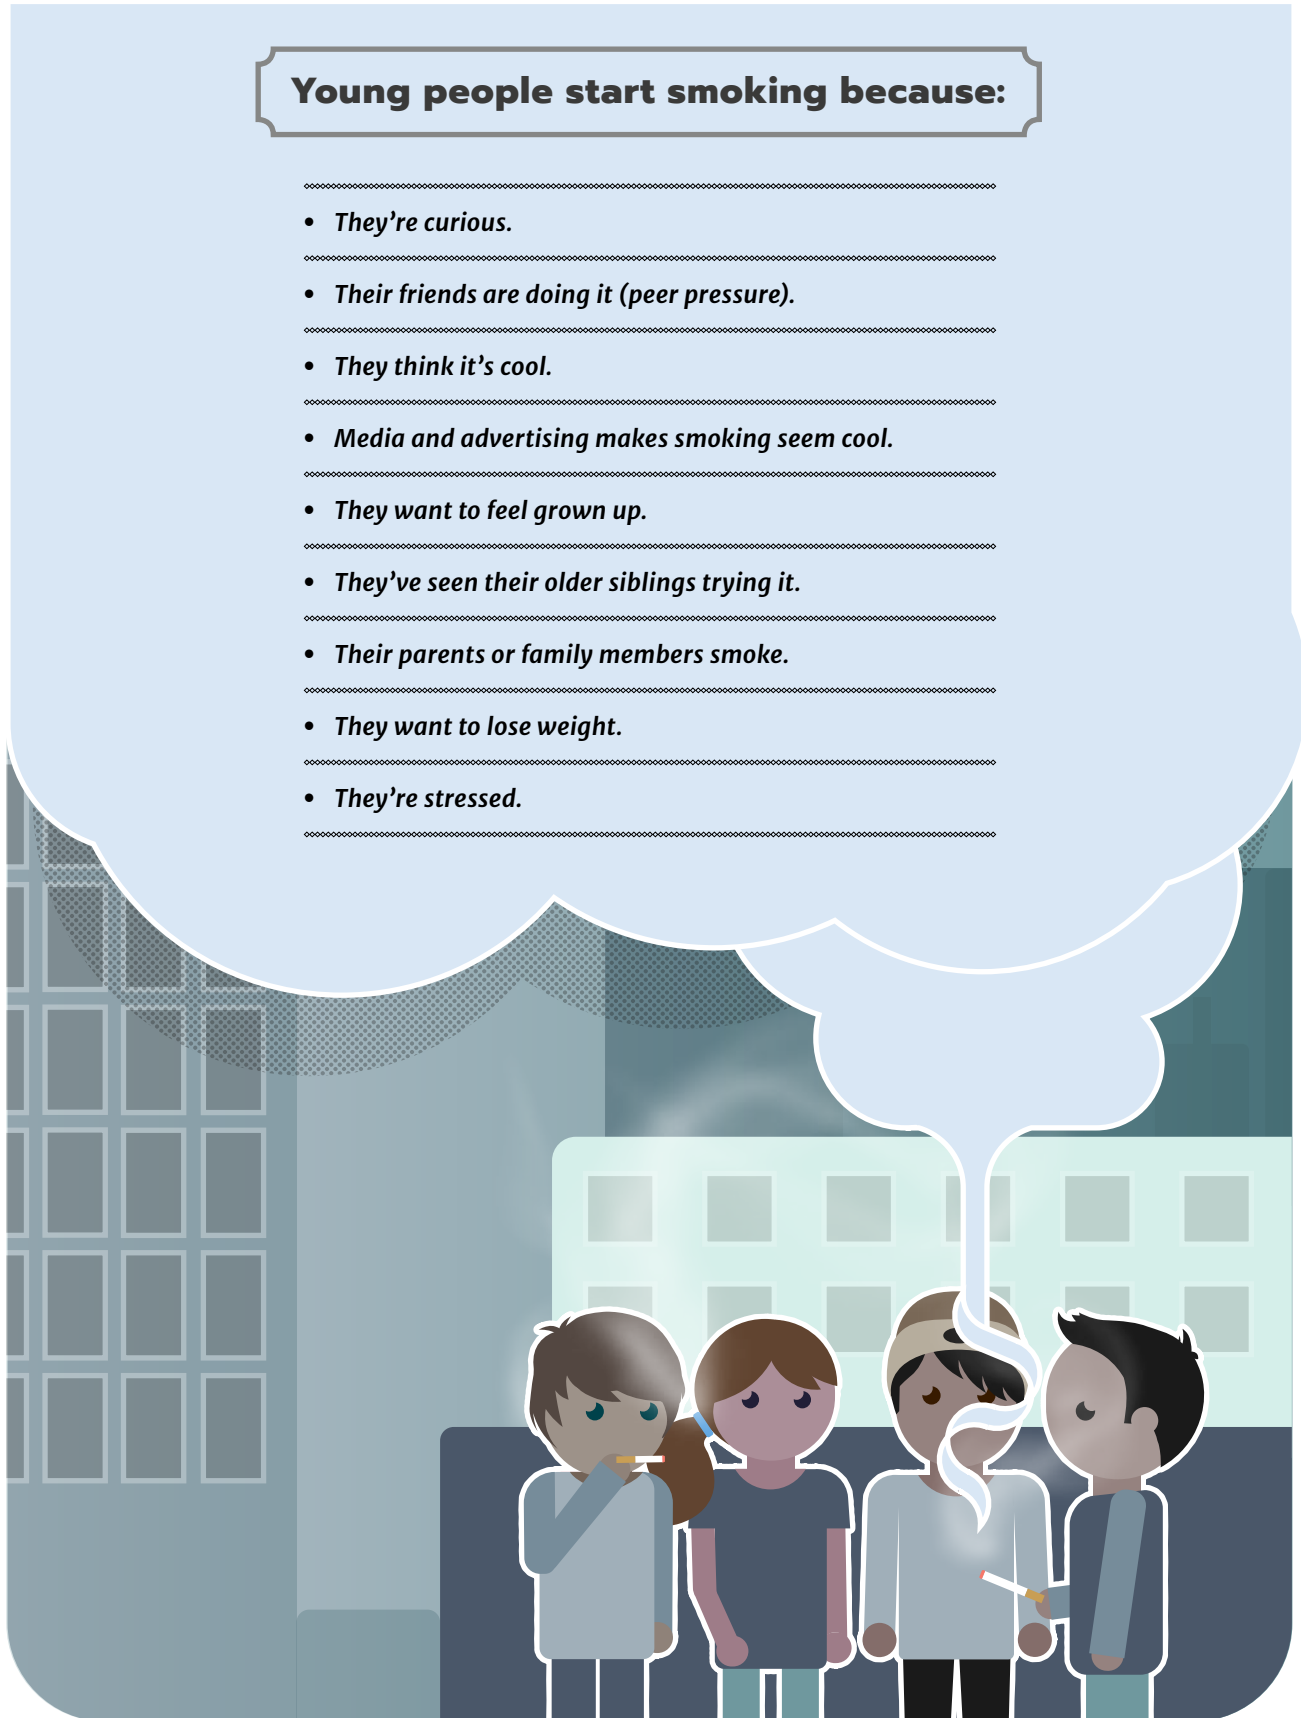 Young people start smoking because:
• They’re curious.
• Their friends are doing it (peer pressure).
• They think it’s cool.
• Media and advertising makes smoking seem cool.
• They want to feel grown up.
• They’ve seen their older siblings trying it.
• Their parents or family members smoke.
• They want to lose weight.
• They’re stressed.